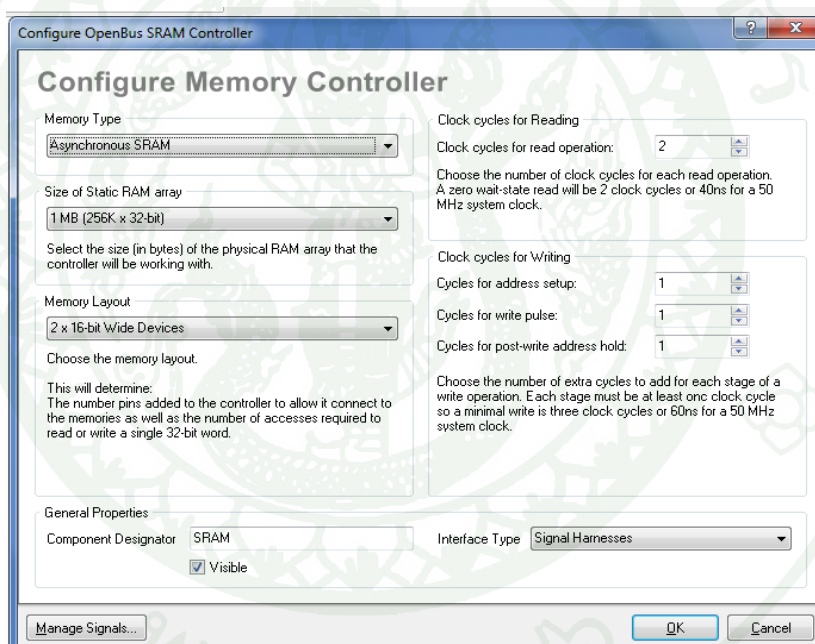 Configure OpenBus SRAM Controller
Configure Memory Controller
Memory Type
Asynchronous SRAM
Size of Static RAM array
1 MB (256K x 32-bit)
Select the size (in bytes) of the physical RAM array that the
controller will be working with.
Memory Layout
2 x 16-bit Wide Devices
Choose the memory layout.
This will determine:
The number pins added to the controller to allow it connect to
the memories as well as the number of accesses required to
read or write a single 32-bit word.
Clock cycles for Reading
Clock cycles for read operation: 2
Choose the number of clock cycles for each read operation.
A zero wait-state read will be 2 clock cycles or 40ns for a 50
MHz system clock.
Clock cycles for Writing
Cycles for address setup: 1
Cycles for write pulse: 1
Cycles for post-write address hold: 1
Choose the number of extra cycles to add for each stage of a
write operation. Each stage must be at least one clock cycle
so a minimal write is three clock cycles or 60ns for a 50 MHz
system clock.
General Properties
Component Designator SRAM
Visible
Interface Type Signal Harnesses
Manage Signals...
OK
Cancel